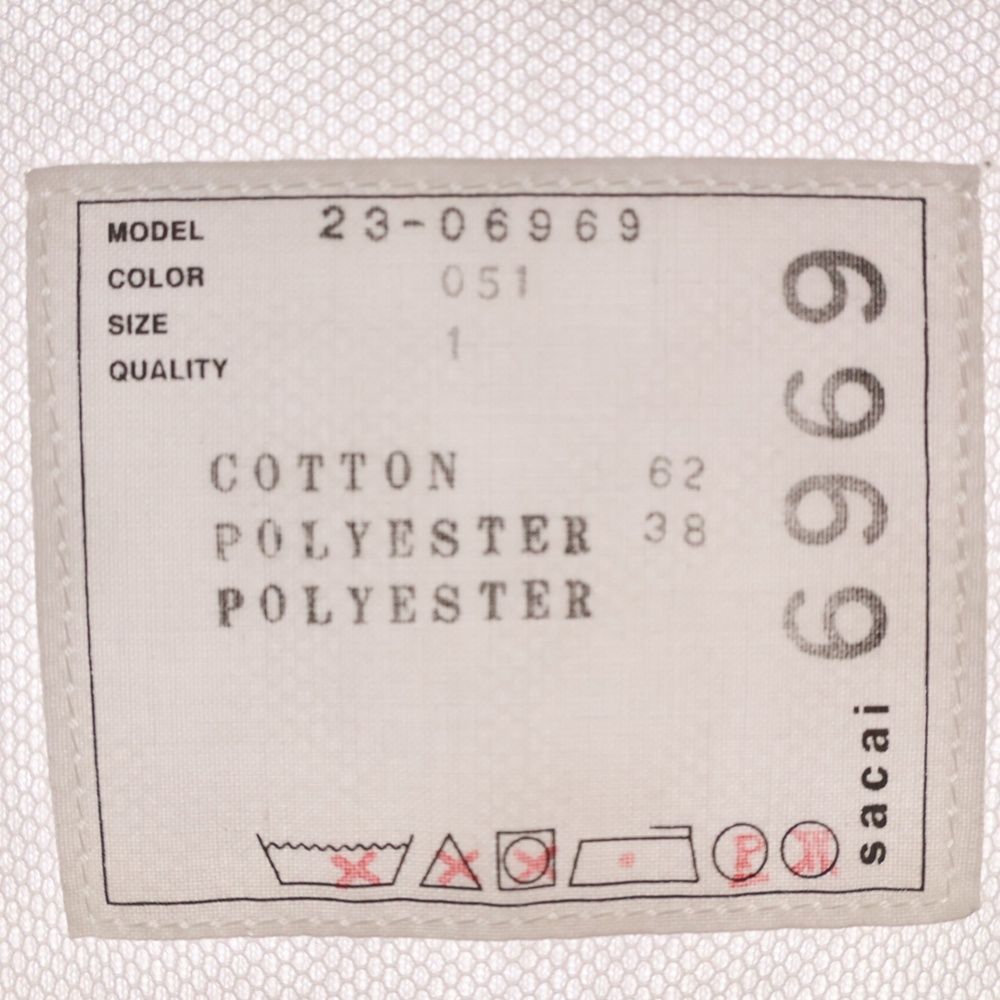 MODEL 23-06969
COLOR 051
SIZE 1
QUALITY
COTTON 62
POLYESTER 38
POLYESTER
sacai 6969
P W